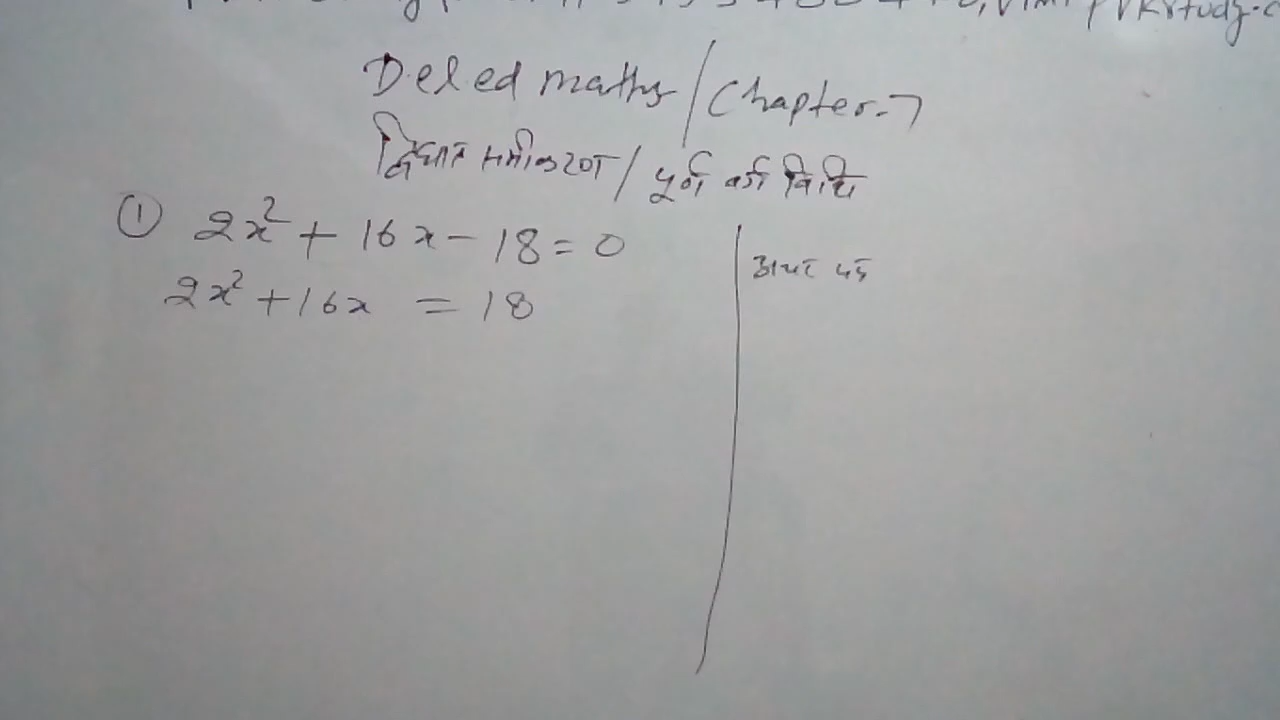 Deled maths / Chapter-7
द्विघात समीकरण / पूर्ण वर्ग विधि
① 2x² + 16x - 18 = 0
2x² + 16x = 18